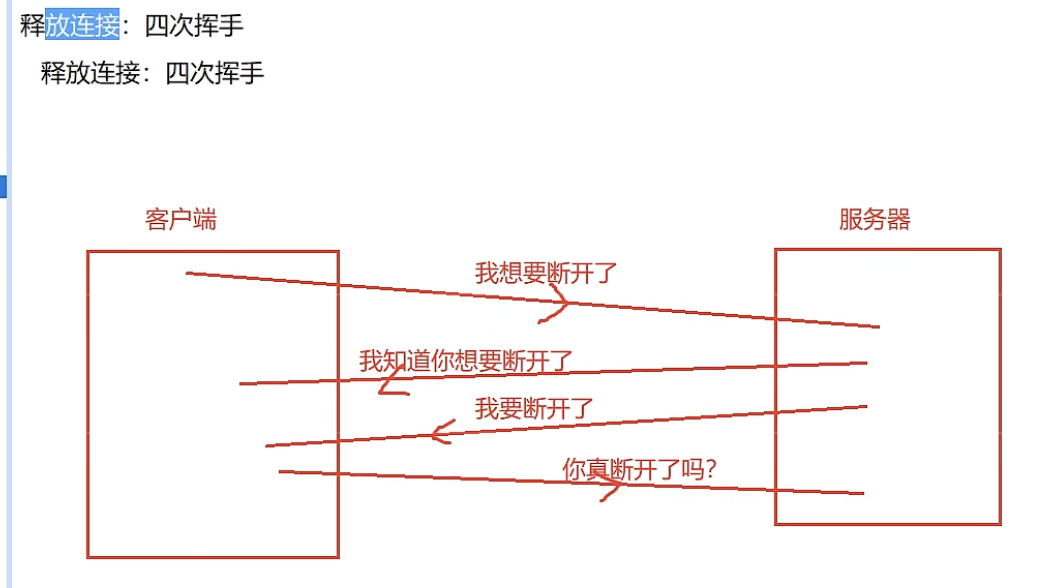 释放连接：四次挥手
释放连接：四次挥手
客户端
服务器
我想要断开了
我知道你想要断开了
我要断开了
你真断开了吗？